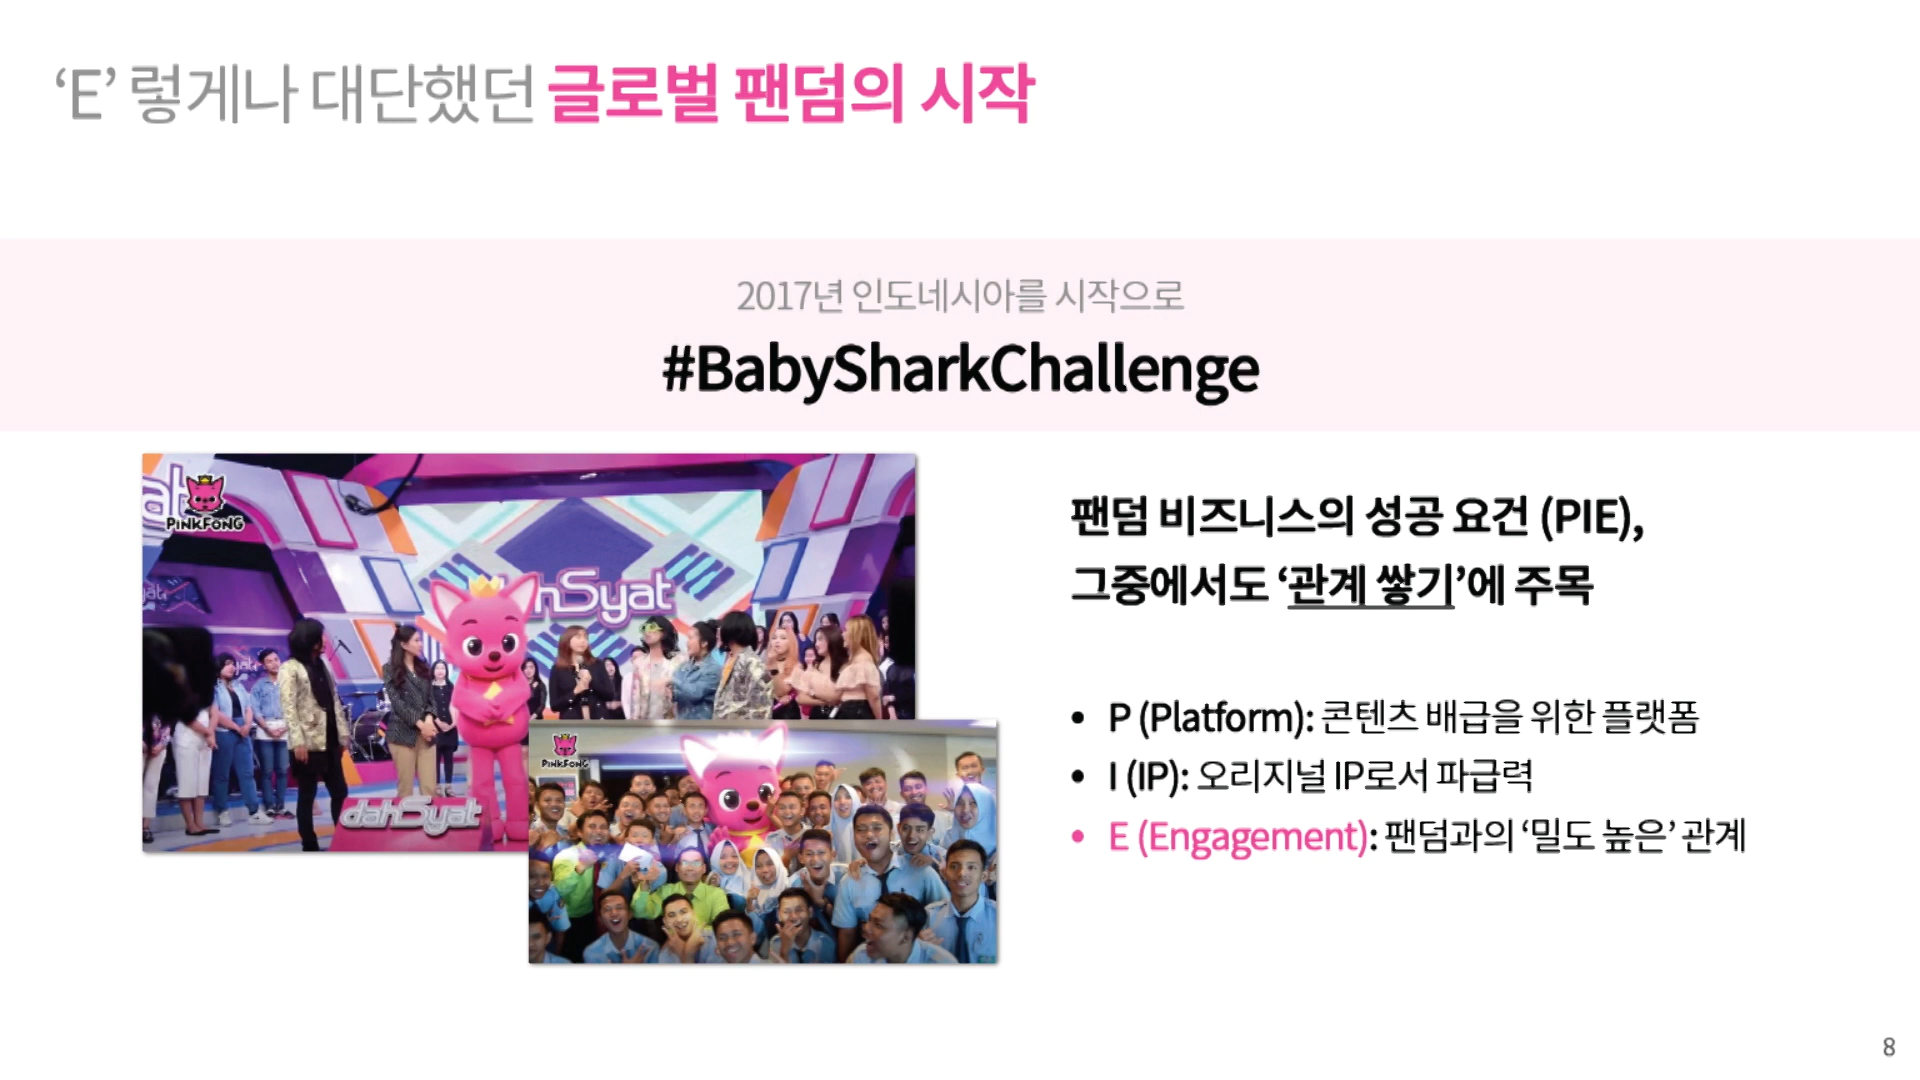 ‘E’ 렇게나 대단했던 글로벌 팬덤의 시작
2017년 인도네시아를 시작으로
#BabySharkChallenge
PiNKFONG
dahSyat
dahSyat
PiNKFONG
팬덤 비즈니스의 성공 요건 (PIE),
그중에서도 ‘관계 쌓기’에 주목
• P (Platform): 콘텐츠 배급을 위한 플랫폼
• I (IP): 오리지널 IP로서 파급력
• E (Engagement): 팬덤과의 ‘밀도 높은’ 관계
8